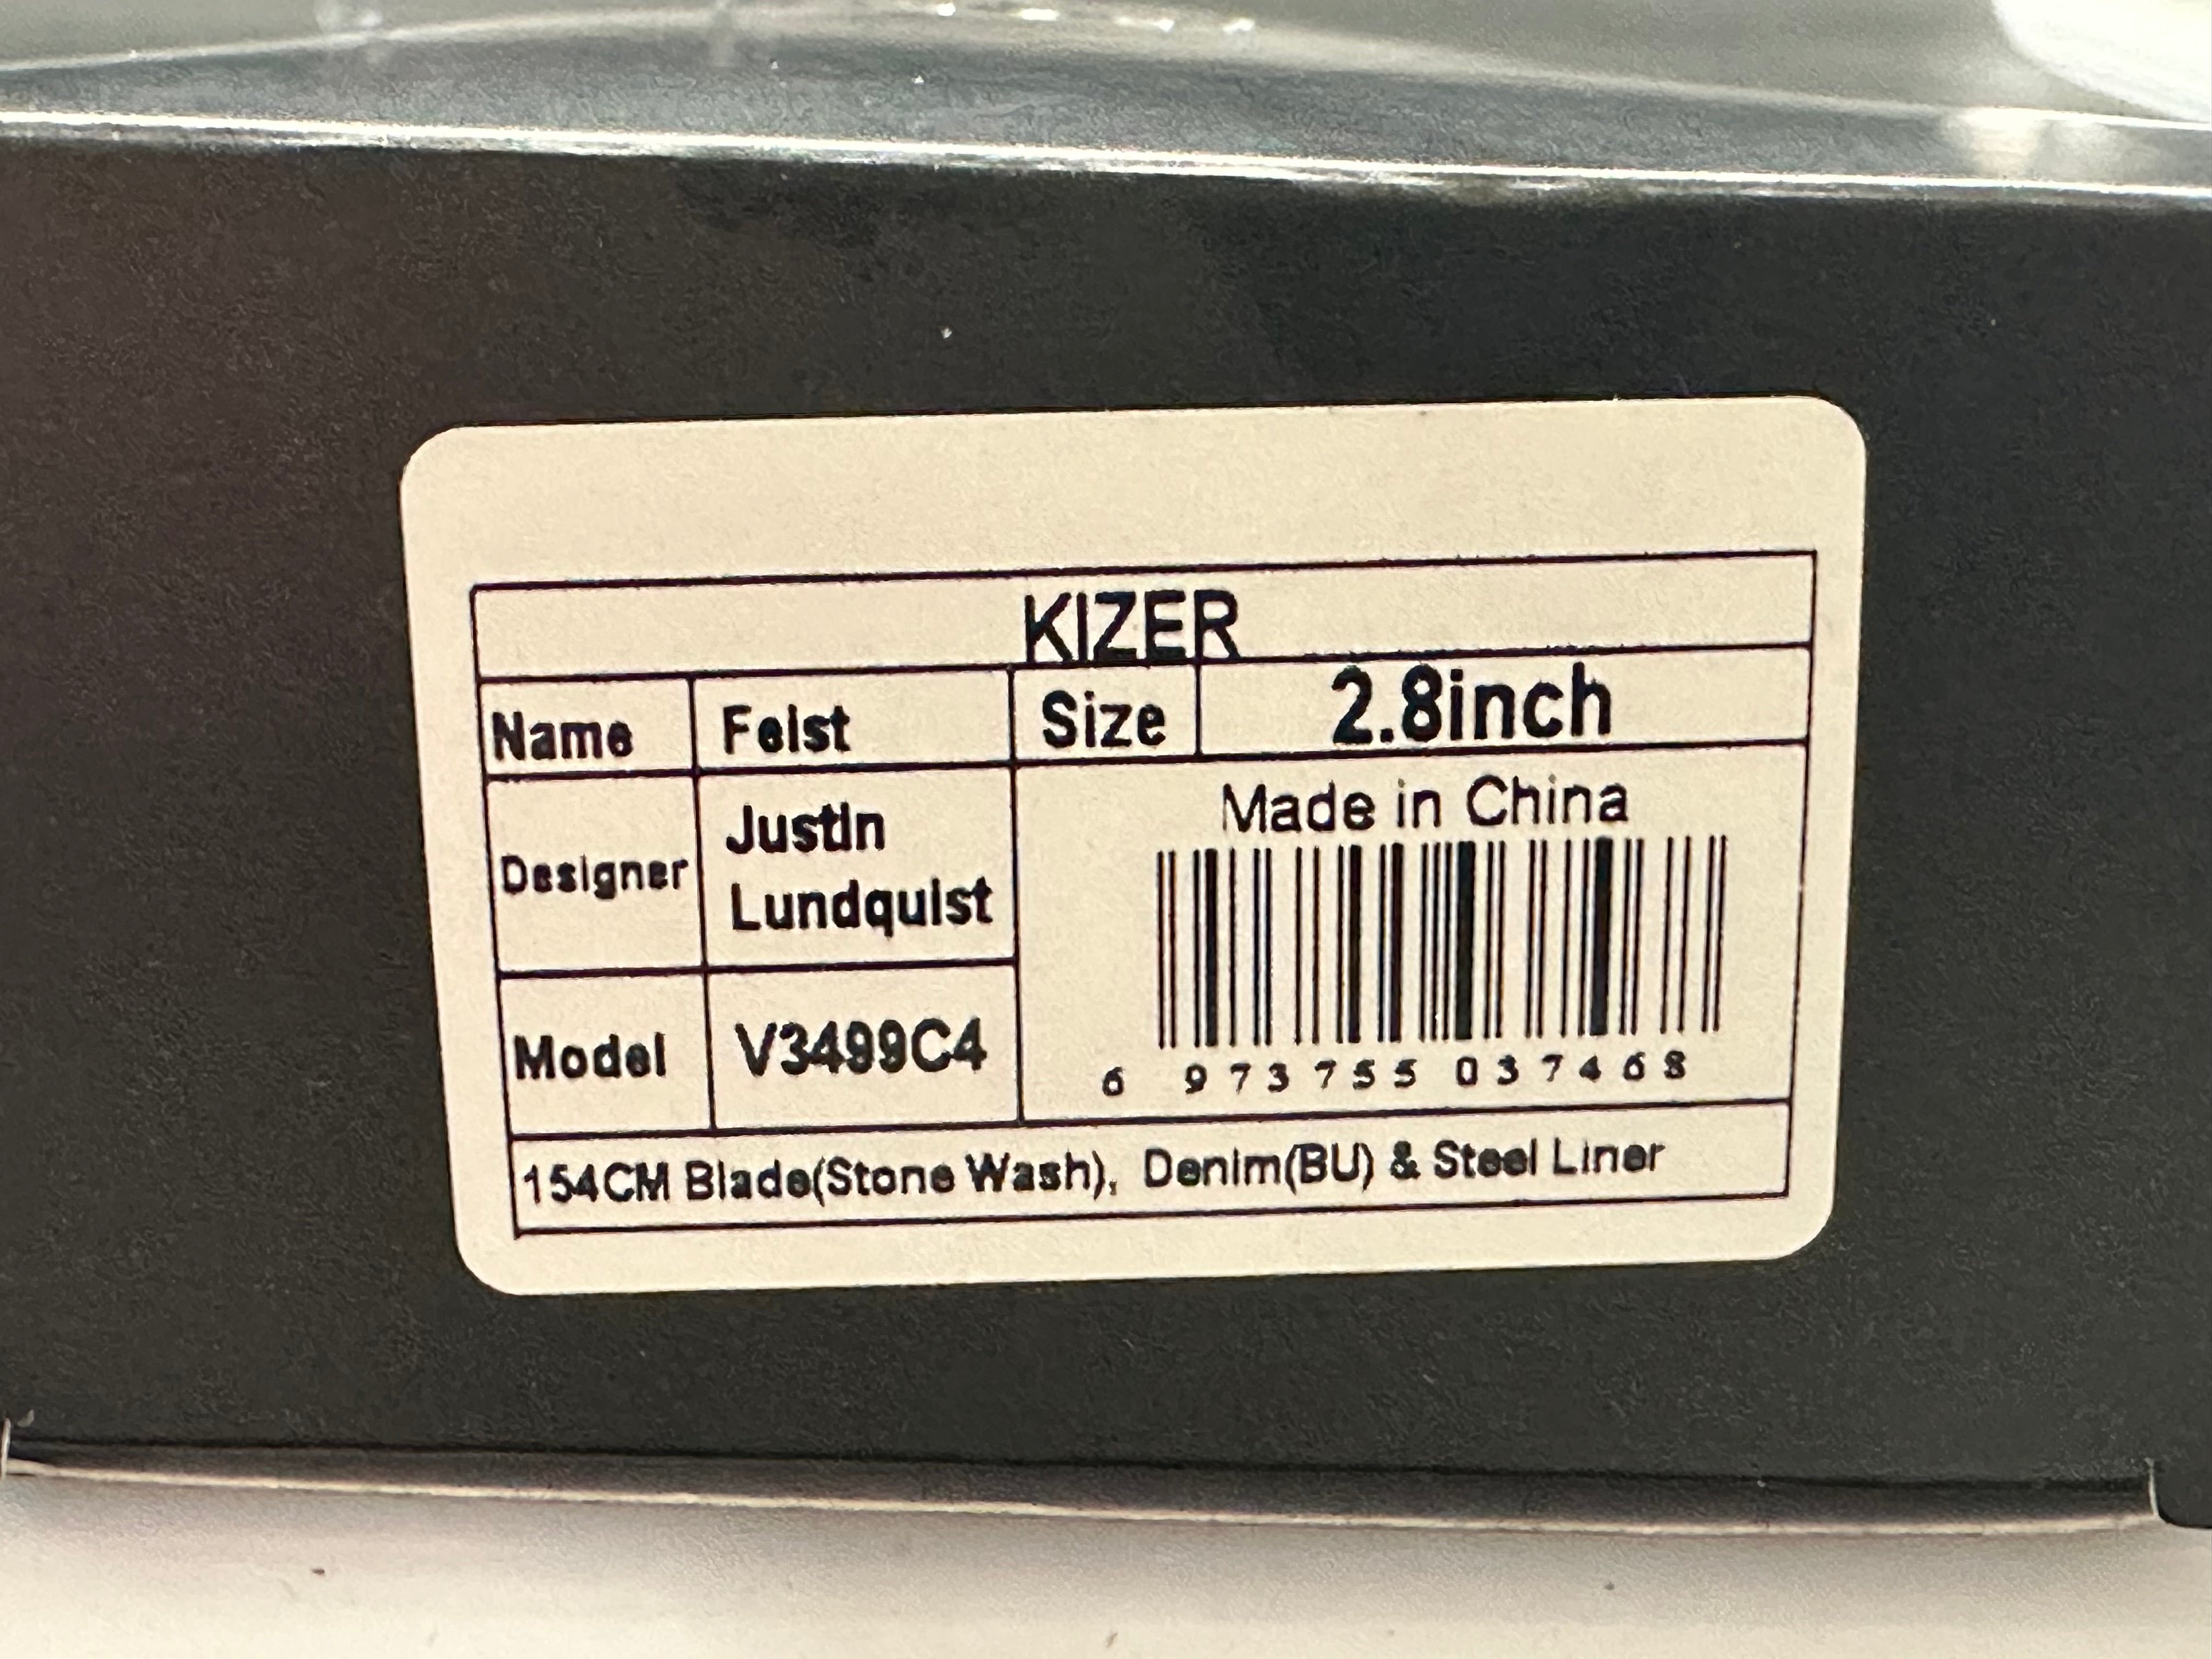 KIZER
Name Feist Size 2.8inch
Designer Justin Lundquist
Made in China
6 973755 037468
Model V3499C4
154CM Blade(Stone Wash), Denim(BU) & Steel Liner